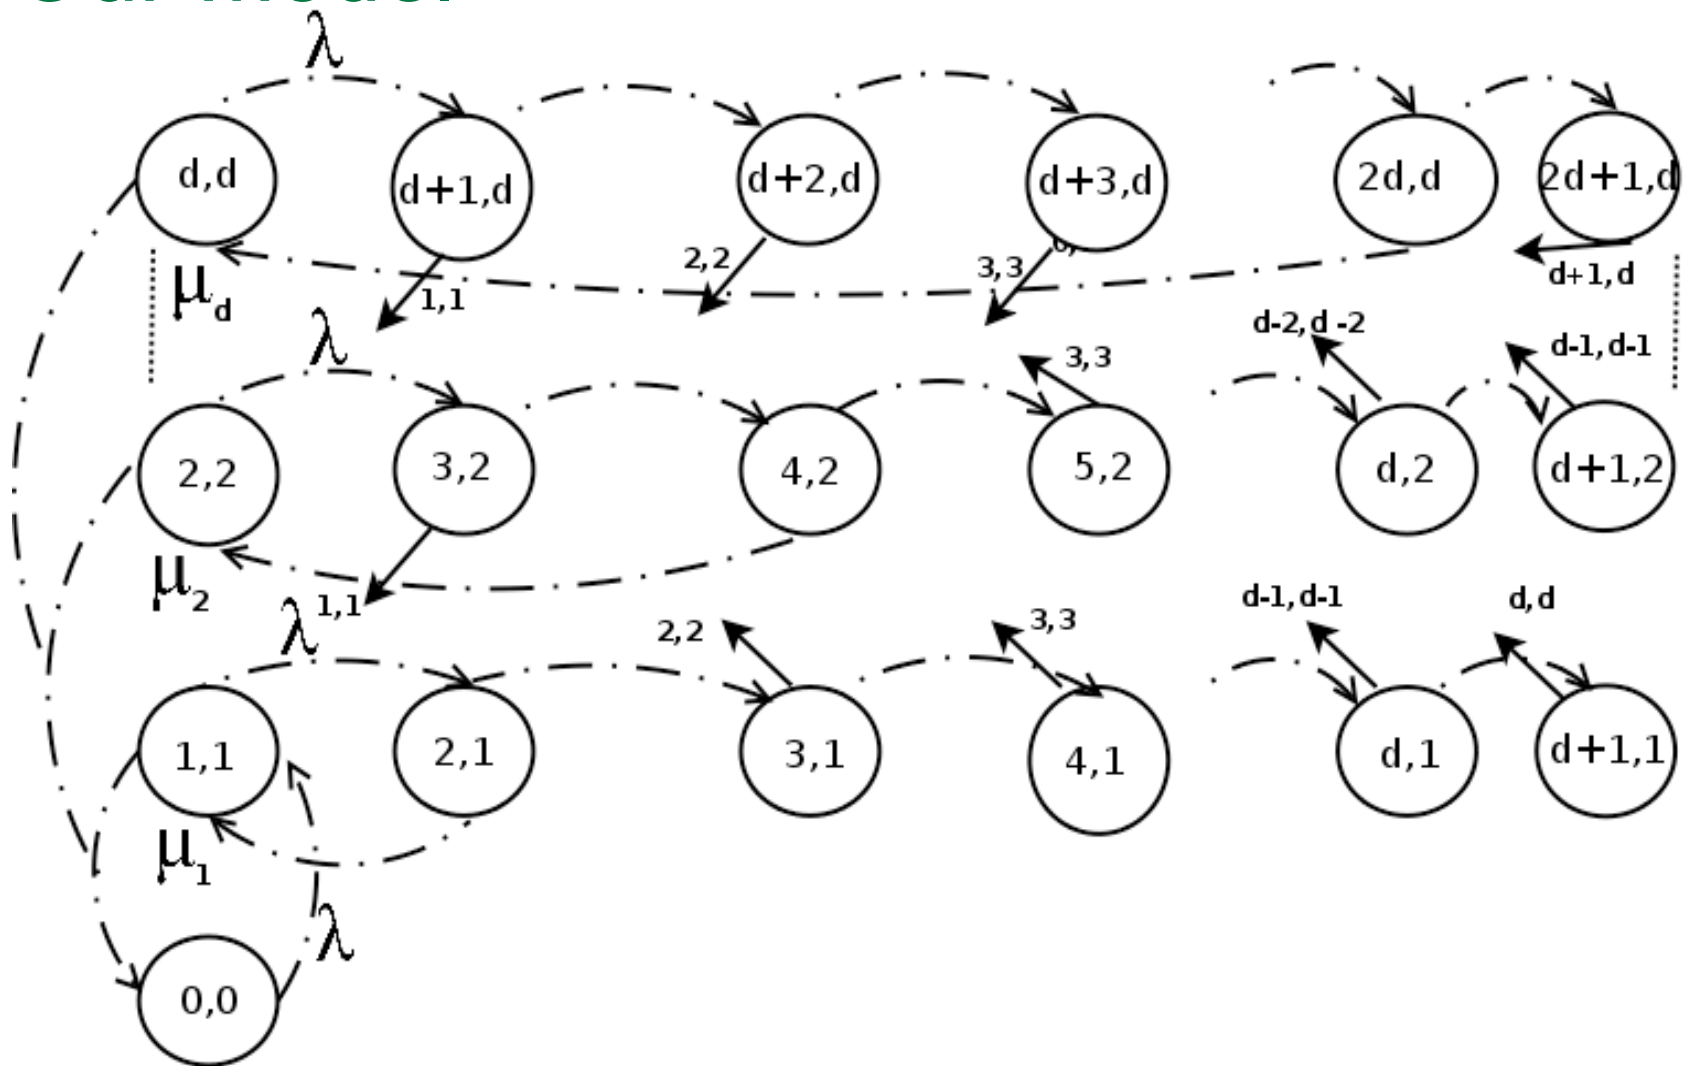 λ
d,d
d+1,d
d+2,d
d+3,d
2d,d
2d+1,d
μd
1,1
2,2
3,3
d+1,d
λ
3,3
d-2,d -2
d-1,d-1
2,2
3,2
4,2
5,2
d,2
d+1,2
μ2
1,1
λ
2,2
3,3
d-1,d-1
d,d
1,1
2,1
3,1
4,1
d,1
d+1,1
μ1
λ
0,0